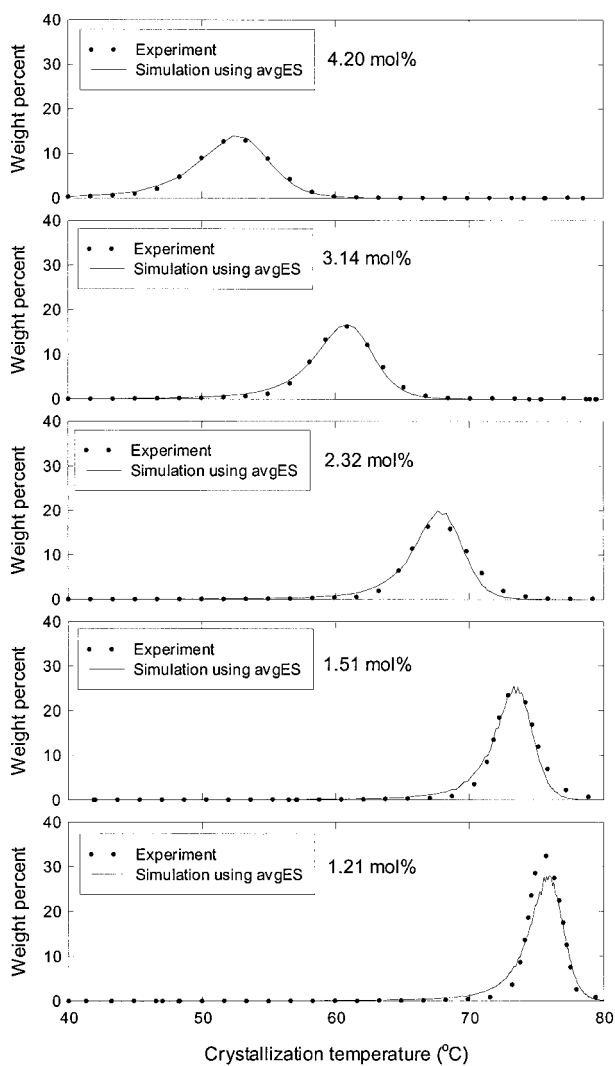 40
Experiment
Simulation using avgES
4.20 mol%
30
20
10
0
Weight percent
40
Experiment
Simulation using avgES
3.14 mol%
30
20
10
0
Weight percent
40
Experiment
Simulation using avgES
2.32 mol%
30
20
10
0
Weight percent
40
Experiment
Simulation using avgES
1.51 mol%
30
20
10
0
Weight percent
40
Experiment
Simulation using avgES
1.21 mol%
30
20
10
0
Weight percent
40 50 60 70 80
Crystallization temperature (°C)